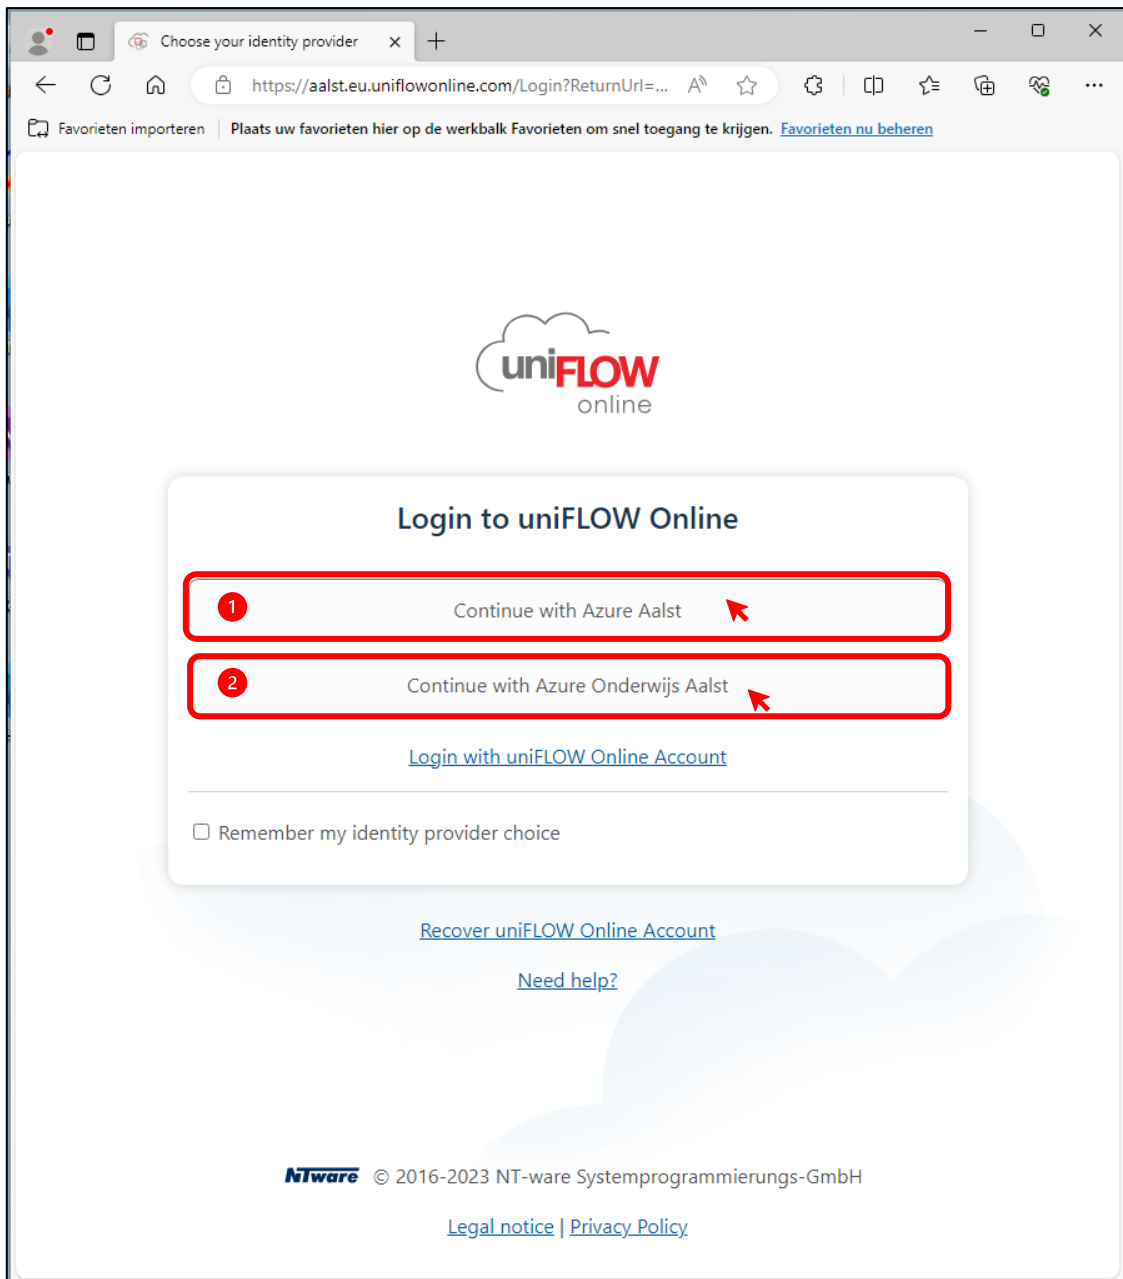 Choose your identity provider
https://aalst.eu.uniflowonline.com/Login?ReturnUrl=...
Favorieten importeren Plaats uw favorieten hier op de werkbalk Favorieten om snel toegang te krijgen. Favorieten nu beheren
uniFLOW
online
Login to uniFLOW Online
1 Continue with Azure Aalst
2 Continue with Azure Onderwijs Aalst
Login with uniFLOW Online Account
Remember my identity provider choice
Recover uniFLOW Online Account
Need help?
NTware © 2016-2023 NT-ware Systemprogrammierungs-GmbH
Legal notice | Privacy Policy